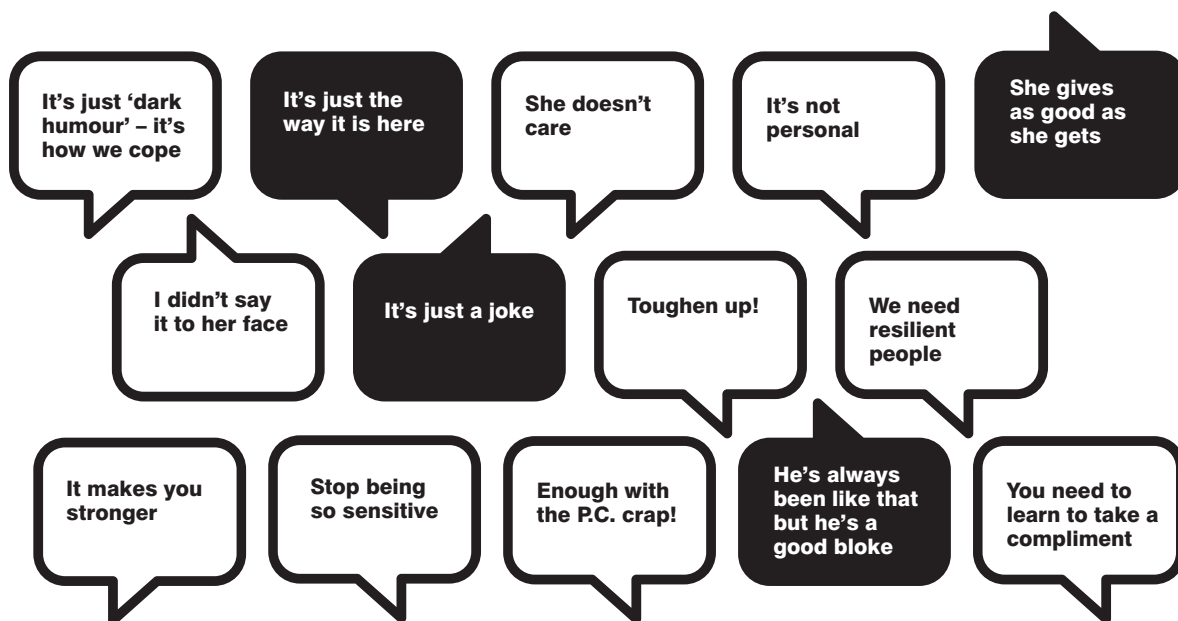 It's just ‘dark
humour’ – it's
how we cope
It's just the
way it is here
She doesn't
care
It's not
personal
She gives
as good as
she gets
I didn't say
it to her face
It’s just a joke
Toughen up!
We need
resilient
people
It makes you
stronger
Stop being
so sensitive
Enough with
the P.C. crap!
He’s always
been like that
but he’s a
good bloke
You need to
learn to take a
compliment